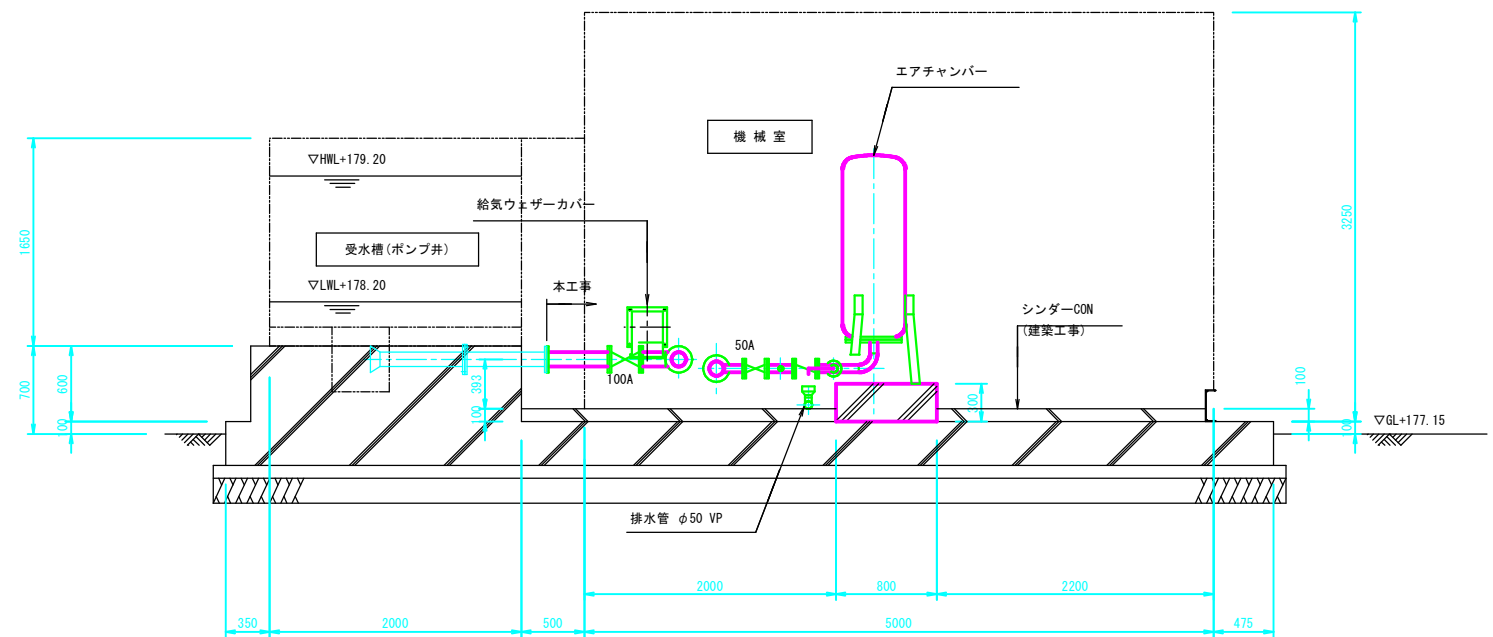 エアチャンバー
機 械 室
▽HWL+179.20
給気ウェザーカバー
受水槽(ポンプ井)
▽LWL+178.20
本工事
シンダーCON
(建築工事)
50A
100A
▽GL+177.15
排水管 φ50 VP
1650
700
600
100
393
100
300
3250
100
100
2000
800
2200
350
2000
500
5000
475